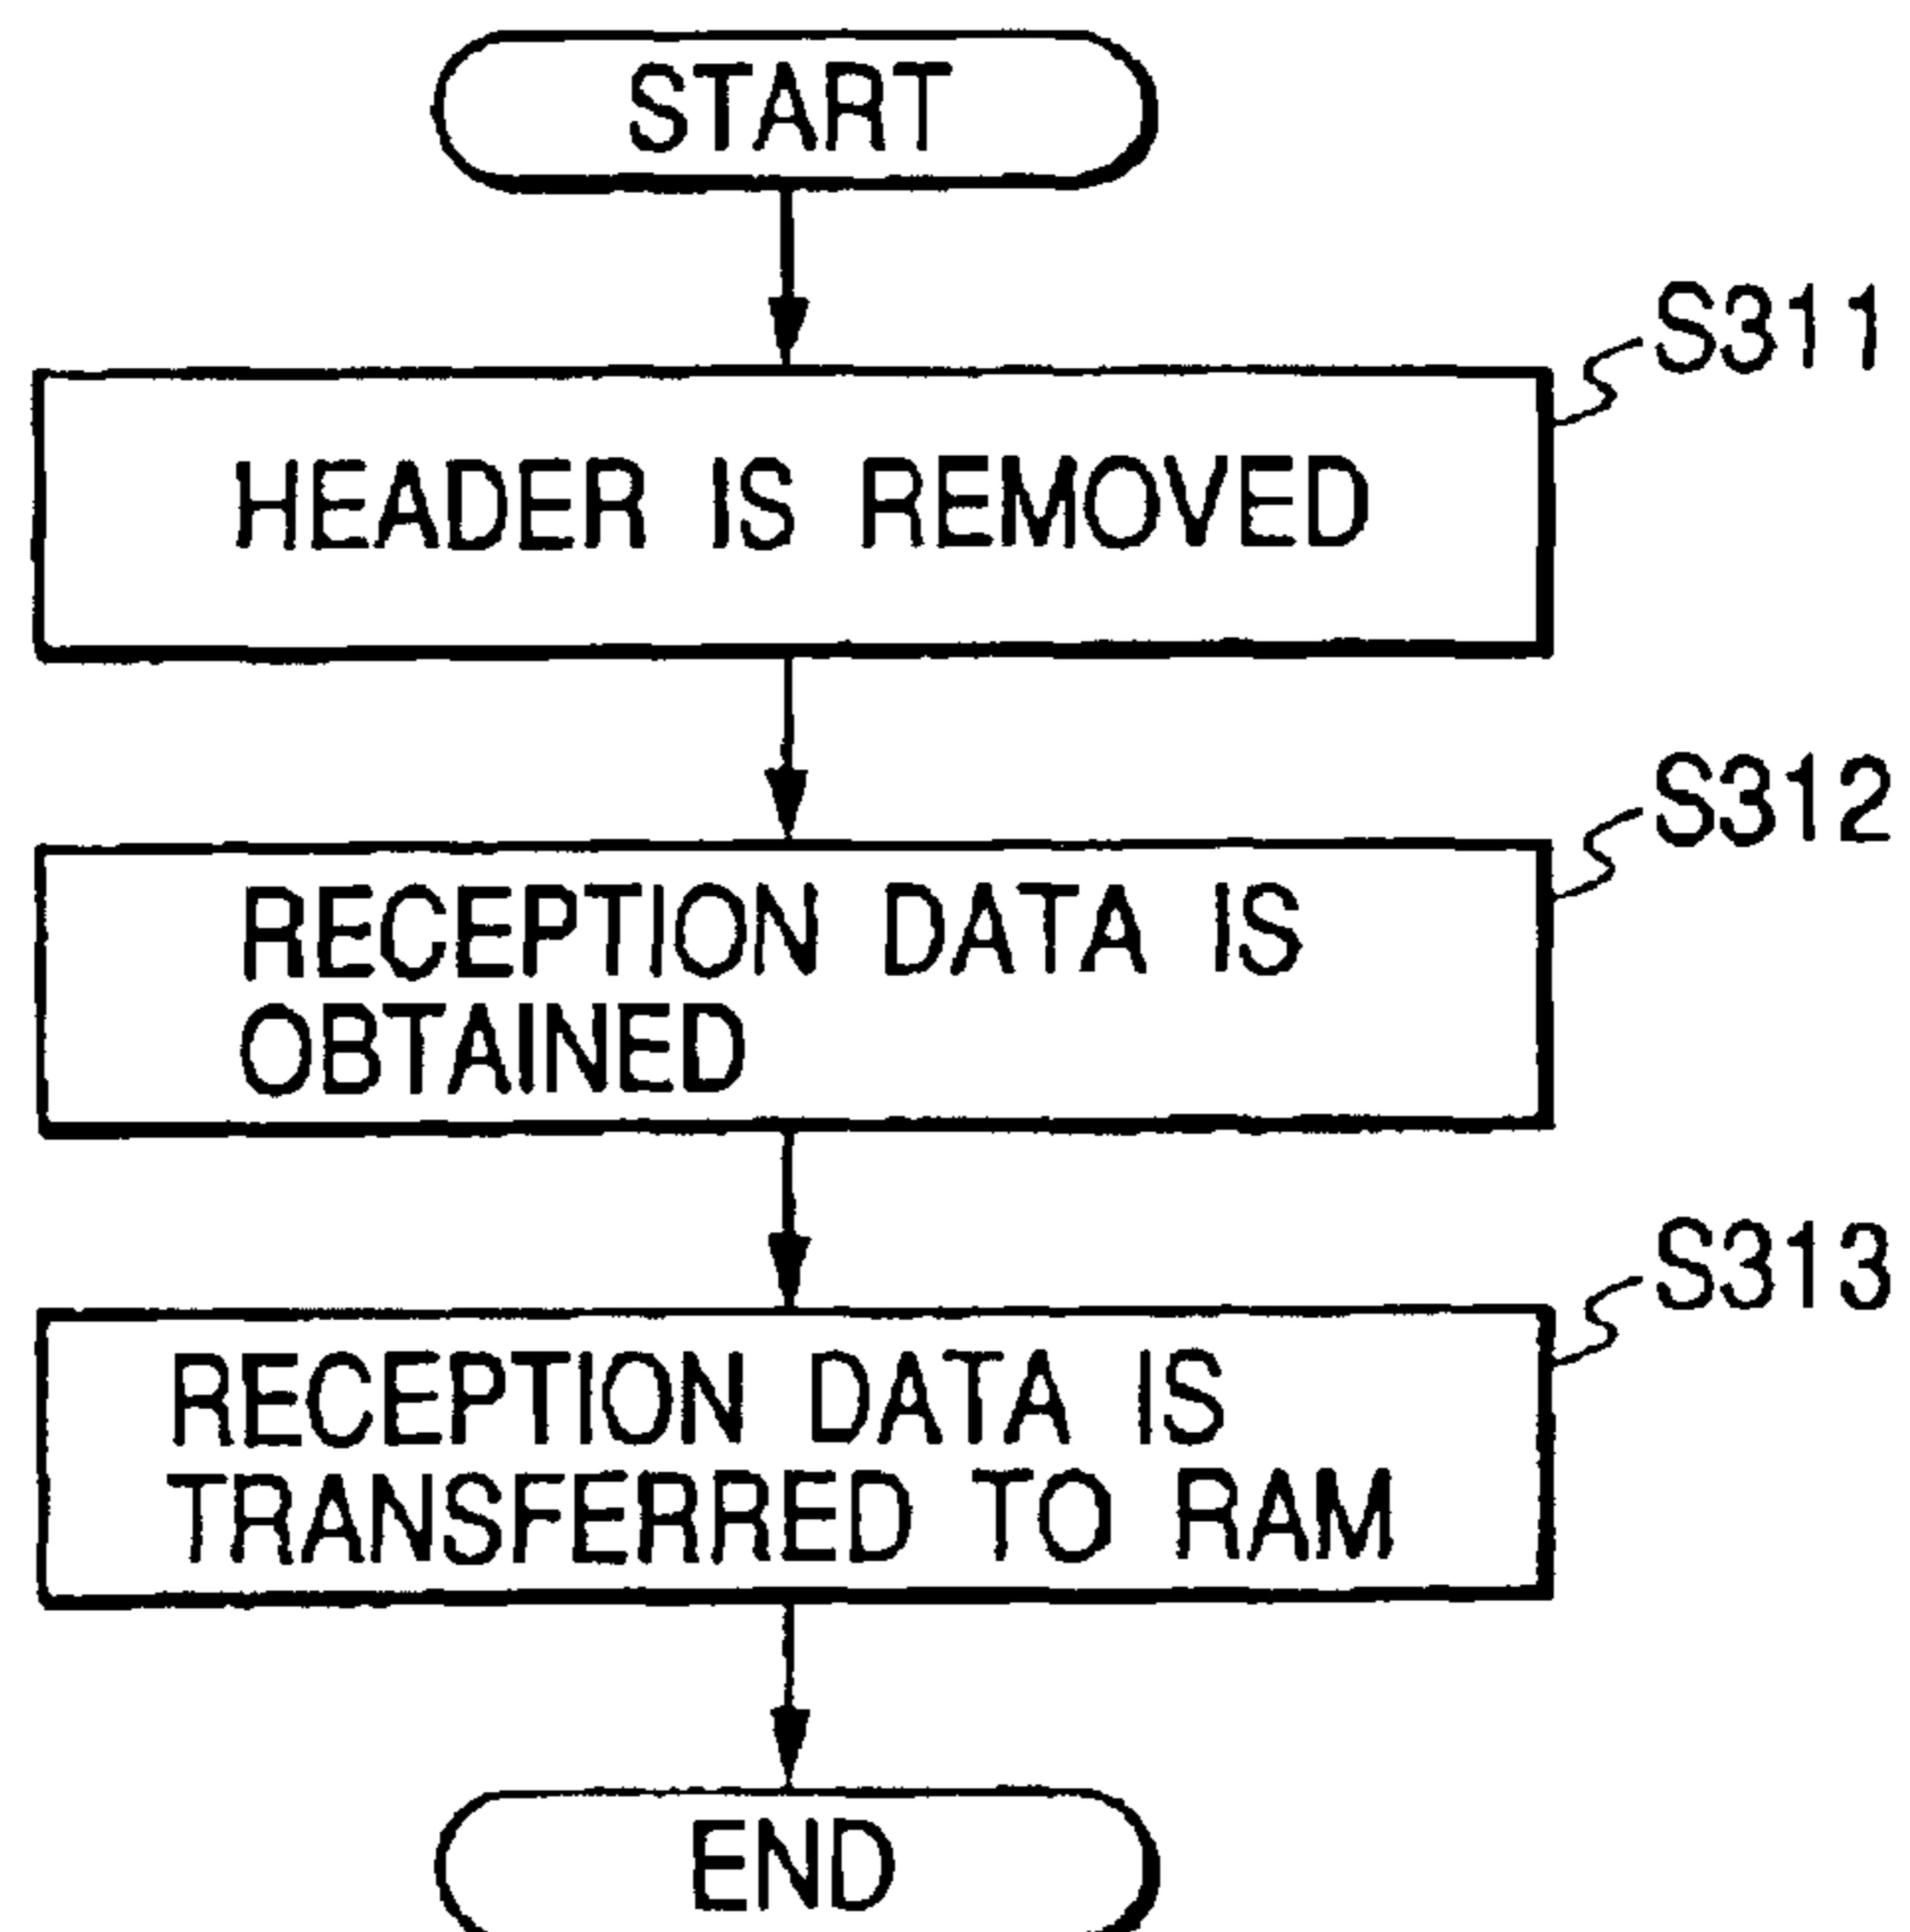 START
S311
HEADER IS REMOVED
S312
RECEPTION DATA IS
OBTAINED
S313
RECEPTION DATA IS
TRANSFERRED TO RAM
END